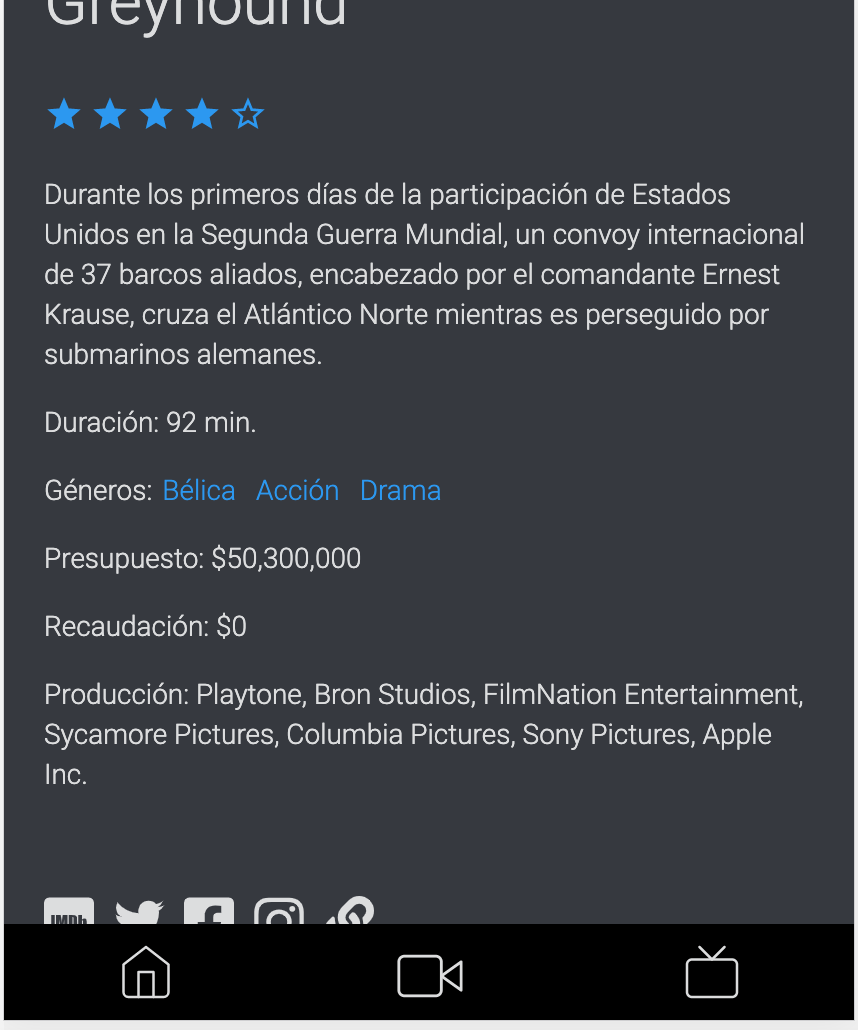 Greyhound
Durante los primeros días de la participación de Estados
Unidos en la Segunda Guerra Mundial, un convoy internacional
de 37 barcos aliados, encabezado por el comandante Ernest
Krause, cruza el Atlántico Norte mientras es perseguido por
submarinos alemanes.
Duración: 92 min.
Géneros: Bélica Acción Drama
Presupuesto: $50,300,000
Recaudación: $0
Producción: Playtone, Bron Studios, FilmNation Entertainment,
Sycamore Pictures, Columbia Pictures, Sony Pictures, Apple
Inc.
IMDb